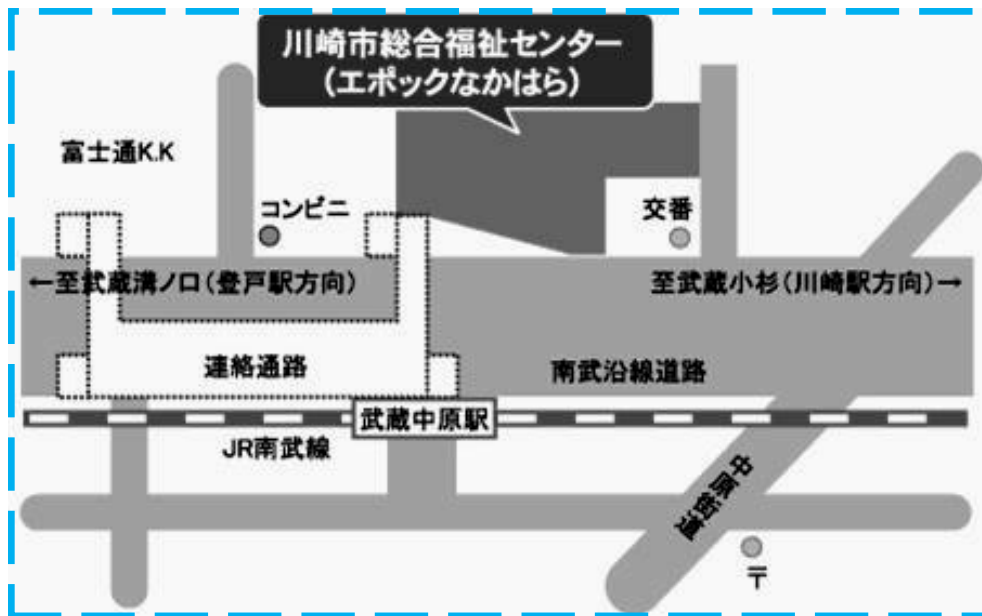 川崎市総合福祉センター
(エポックなかはら)
富士通K.K
コンビニ
交番
←至武蔵溝ノ口(登戸駅方向)
至武蔵小杉(川崎駅方向)→
連絡通路
南武沿線道路
武蔵中原駅
JR南武線
中原街道
〒